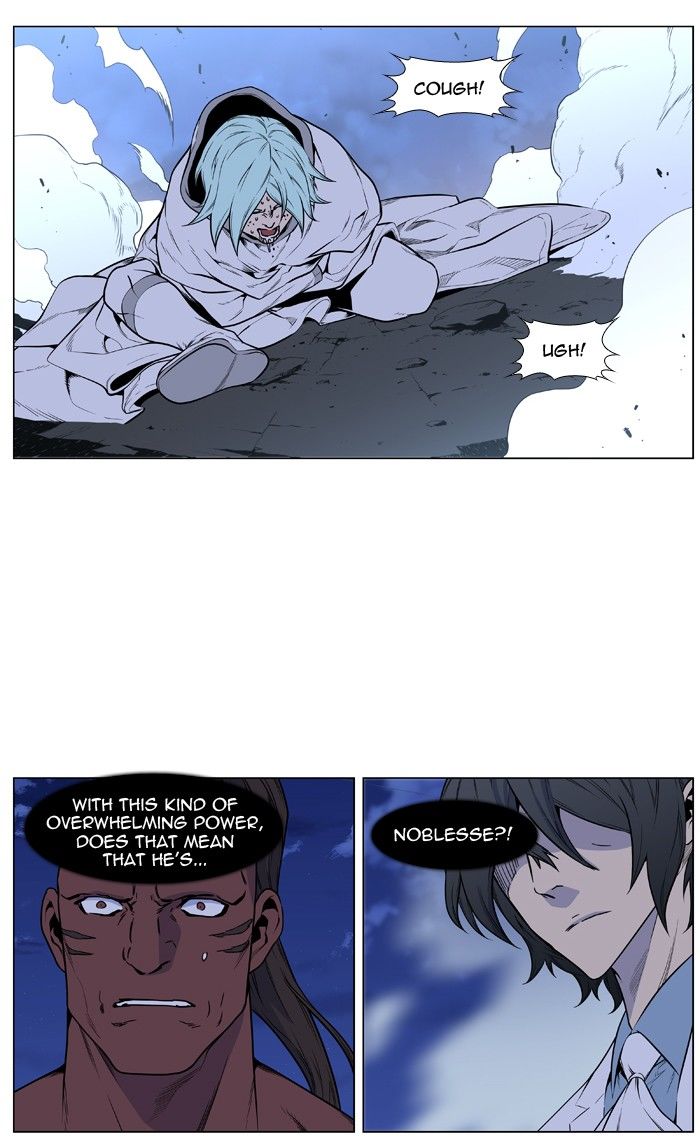 COUGH!
UGH!
WITH THIS KIND OF
OVERWHELMING POWER,
DOES THAT MEAN
THAT HE'S...
NOBLESSE?!